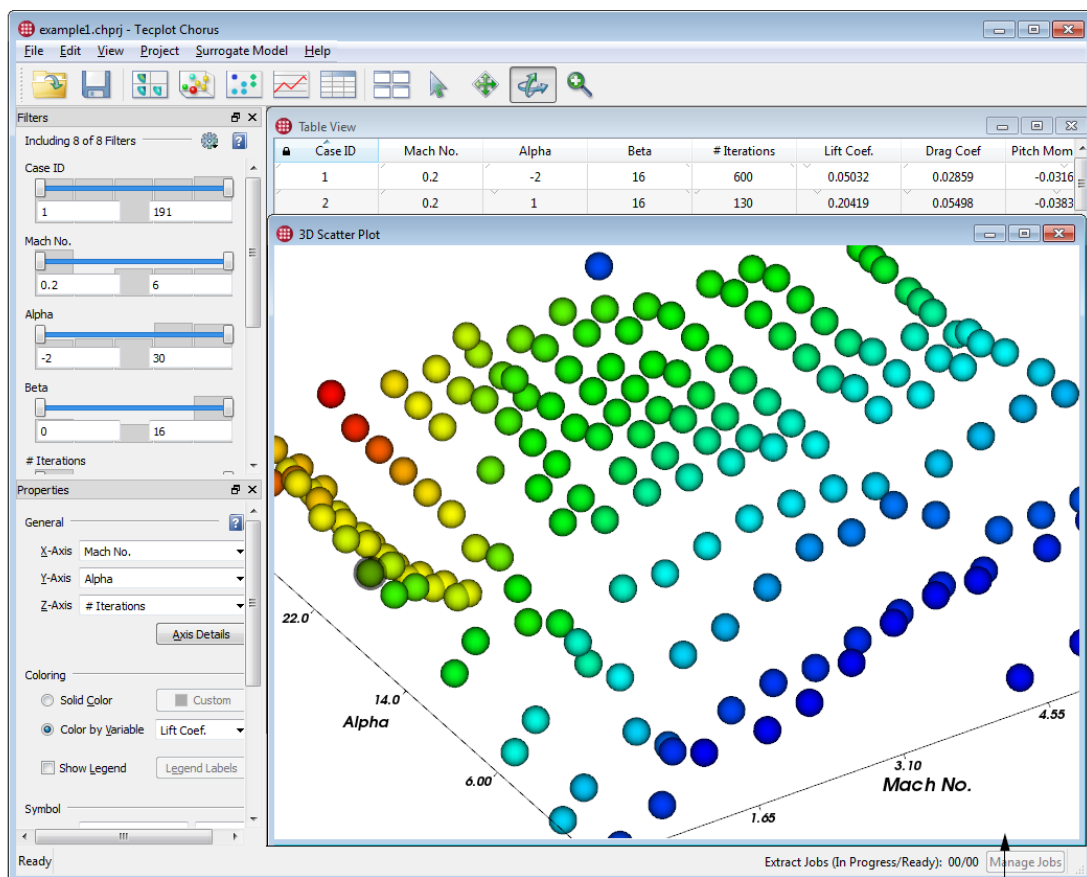 example1.chprj - Tecplot Chorus
File Edit View Project Surrogate Model Help
Filters
Including 8 of 8 Filters
Case ID
1 191
Mach No.
0.2 6
Alpha
-2 30
Beta
0 16
# Iterations
Properties
General
X-Axis Mach No.
Y-Axis Alpha
Z-Axis # Iterations
Axis Details
Coloring
Solid Color Custom
Color by Variable Lift Coef.
Show Legend Legend Labels
Symbol
Table View
Case ID Mach No. Alpha Beta # Iterations Lift Coef. Drag Coef Pitch Mom
1 0.2 -2 16 600 0.05032 0.02859 -0.0316
2 0.2 1 16 130 0.20419 0.05498 -0.0383
3D Scatter Plot
22.0
14.0
Alpha
6.00
4.55
3.10
Mach No.
1.65
Ready
Extract Jobs (In Progress/Ready): 00/00 Manage Jobs